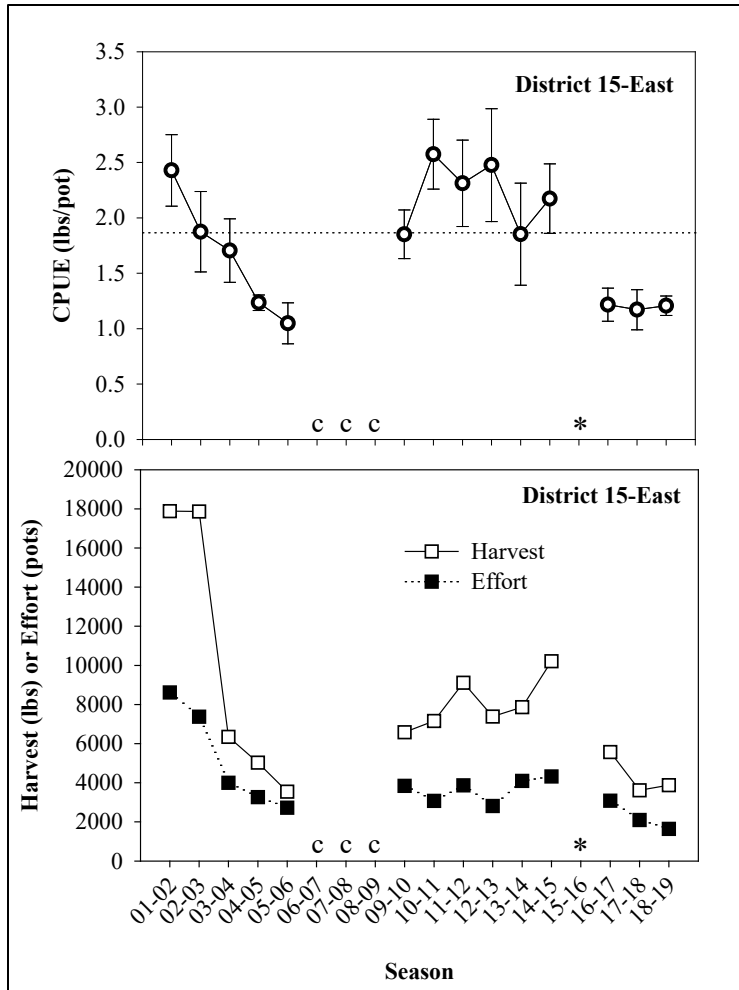 District 15-East
CPUE (lbs/pot)
3.5
3.0
2.5
2.0
1.5
1.0
0.5
0.0
c c c *
District 15-East
Harvest (lbs) or Effort (pots)
20000
18000
16000
14000
12000
10000
8000
6000
4000
2000
0
Harvest
Effort
c c c *
01-02 02-03 03-04 04-05 05-06 06-07 07-08 08-09 09-10 10-11 11-12 12-13 13-14 14-15 15-16 16-17 17-18 18-19
Season